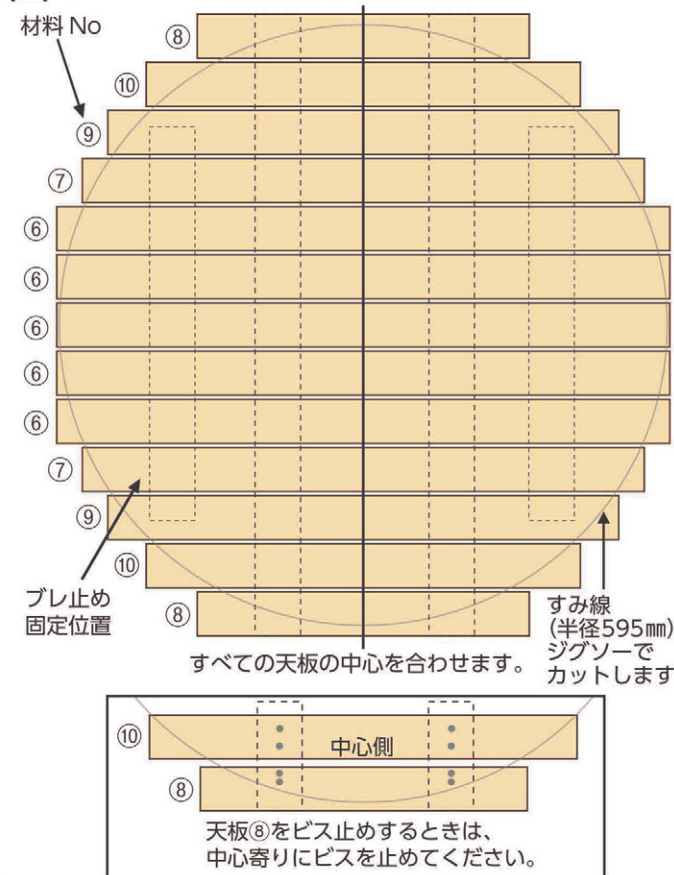 材料 No
⑧
⑩
⑨
⑦
⑥
⑥
⑥
⑥
⑥
⑦
⑨
⑩
⑧
ブレ止め
固定位置
すみ線
(半径595㎜)
ジグソーで
カットします
すべての天板の中心を合わせます。
⑩
中心側
⑧
天板⑧をビス止めするときは、
中心寄りにビスを止めてください。